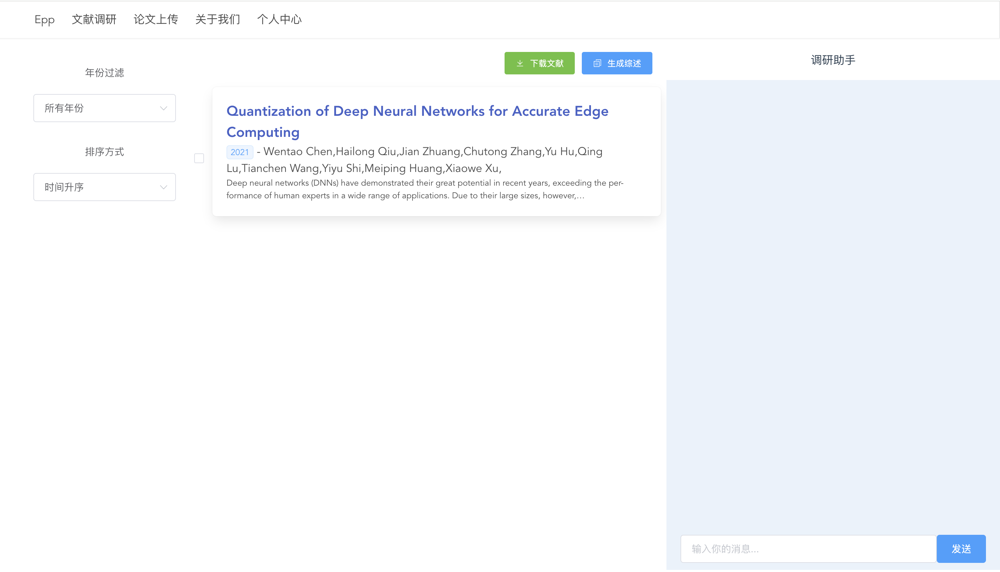 Epp 文献调研 论文上传 关于我们 个人中心
年份过滤
所有年份
排序方式
时间升序
下载文献 生成综述
Quantization of Deep Neural Networks for Accurate Edge
Computing
2021 - Wentao Chen,Hailong Qiu,Jian Zhuang,Chutong Zhang,Yu Hu,Qing
Lu,Tianchen Wang,Yiyu Shi,Meiping Huang,Xiaowe Xu,
Deep neural networks (DNNs) have demonstrated their great potential in recent years, exceeding the per-
formance of human experts in a wide range of applications. Due to their large sizes, however,...
调研助手
输入你的消息...
发送